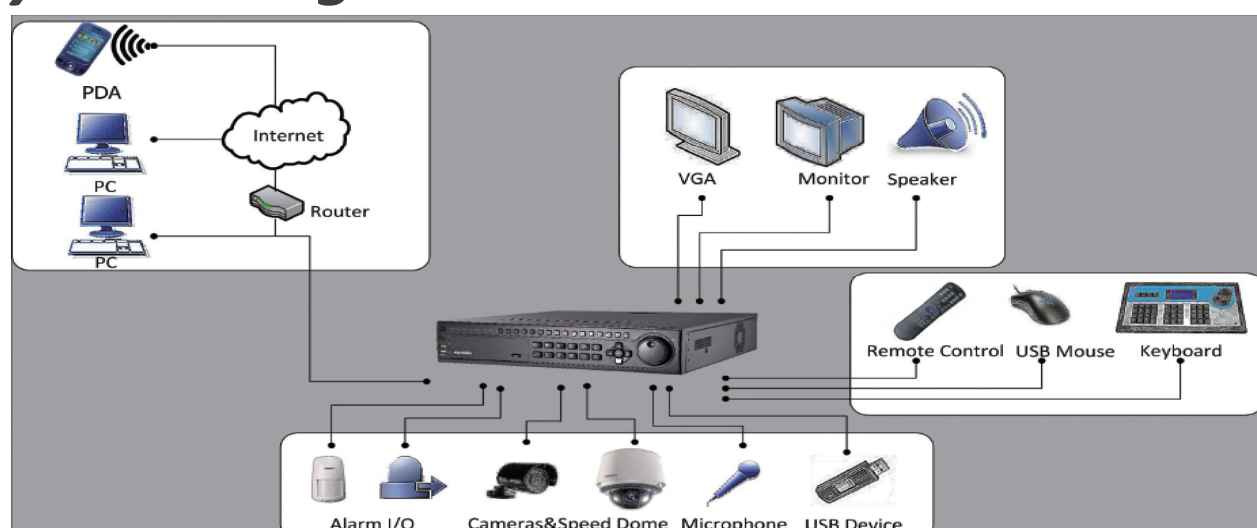 PDA
Internet
PC
Router
PC
VGA
Monitor
Speaker
Remote Control
USB Mouse
Keyboard
Alarm I/O
Cameras&Speed Dome
Microphone
USB Device